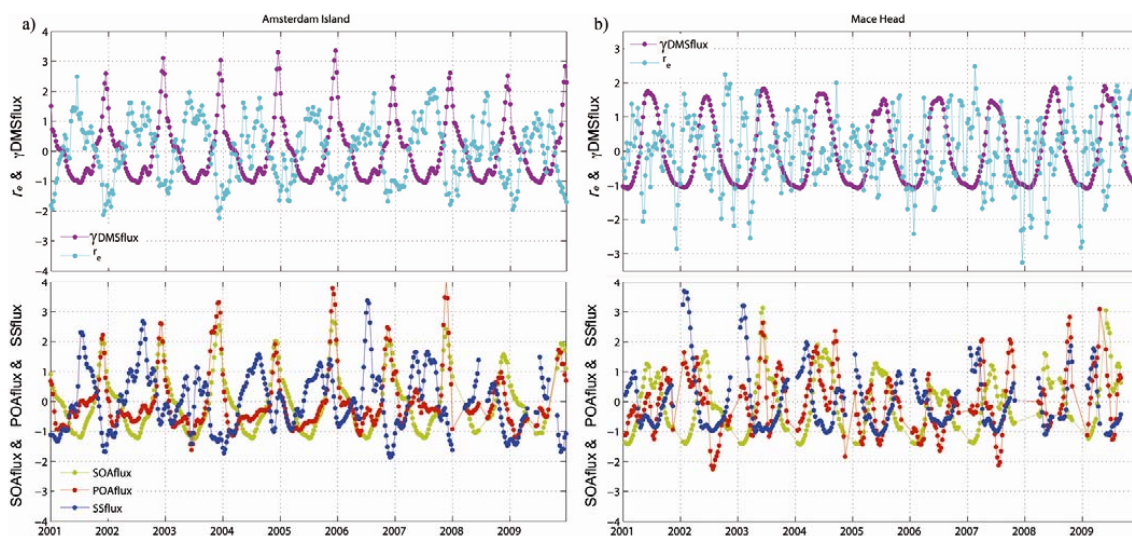 a)
Amsterdam Island
b)
Mace Head
4
3
2
1
0
−1
−2
−3
4
rₑ & γDMSflux
γDMSflux
rₑ
3
2
1
0
−1
−2
−3
rₑ & γDMSflux
γDMSflux
rₑ
4
3
2
1
0
−1
−2
−3
−4
SOAflux & POAflux & SSflux
SOAflux
POAflux
SSflux
2001 2002 2003 2004 2005 2006 2007 2008 2009
4
3
2
1
0
−1
−2
−3
−4
SOAflux & POAflux & SSflux
2001 2002 2003 2004 2005 2006 2007 2008 2009